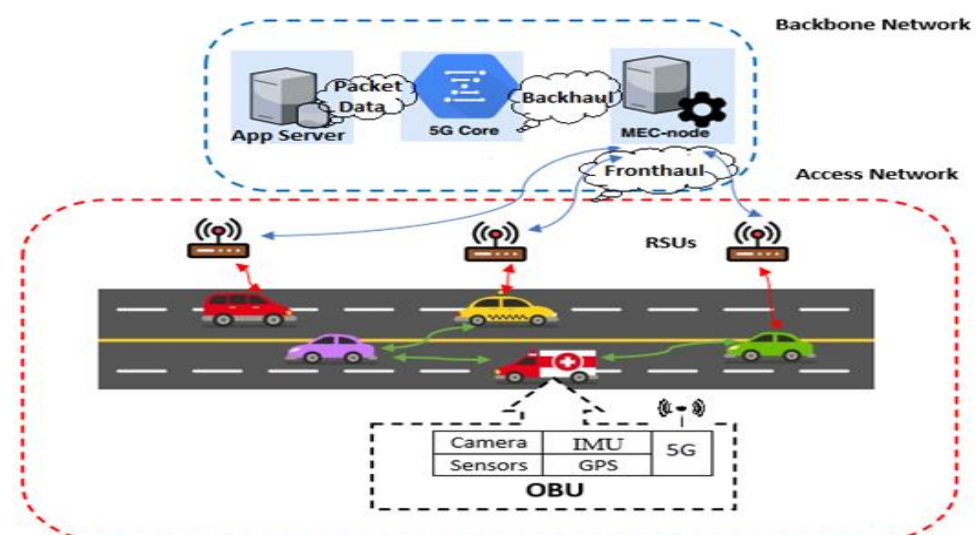 Backbone Network
Packet
Data
App Server
5G Core
Backhaul
MEC-node
Fronthaul
Access Network
RSUs
Camera
IMU
5G
Sensors
GPS
OBU